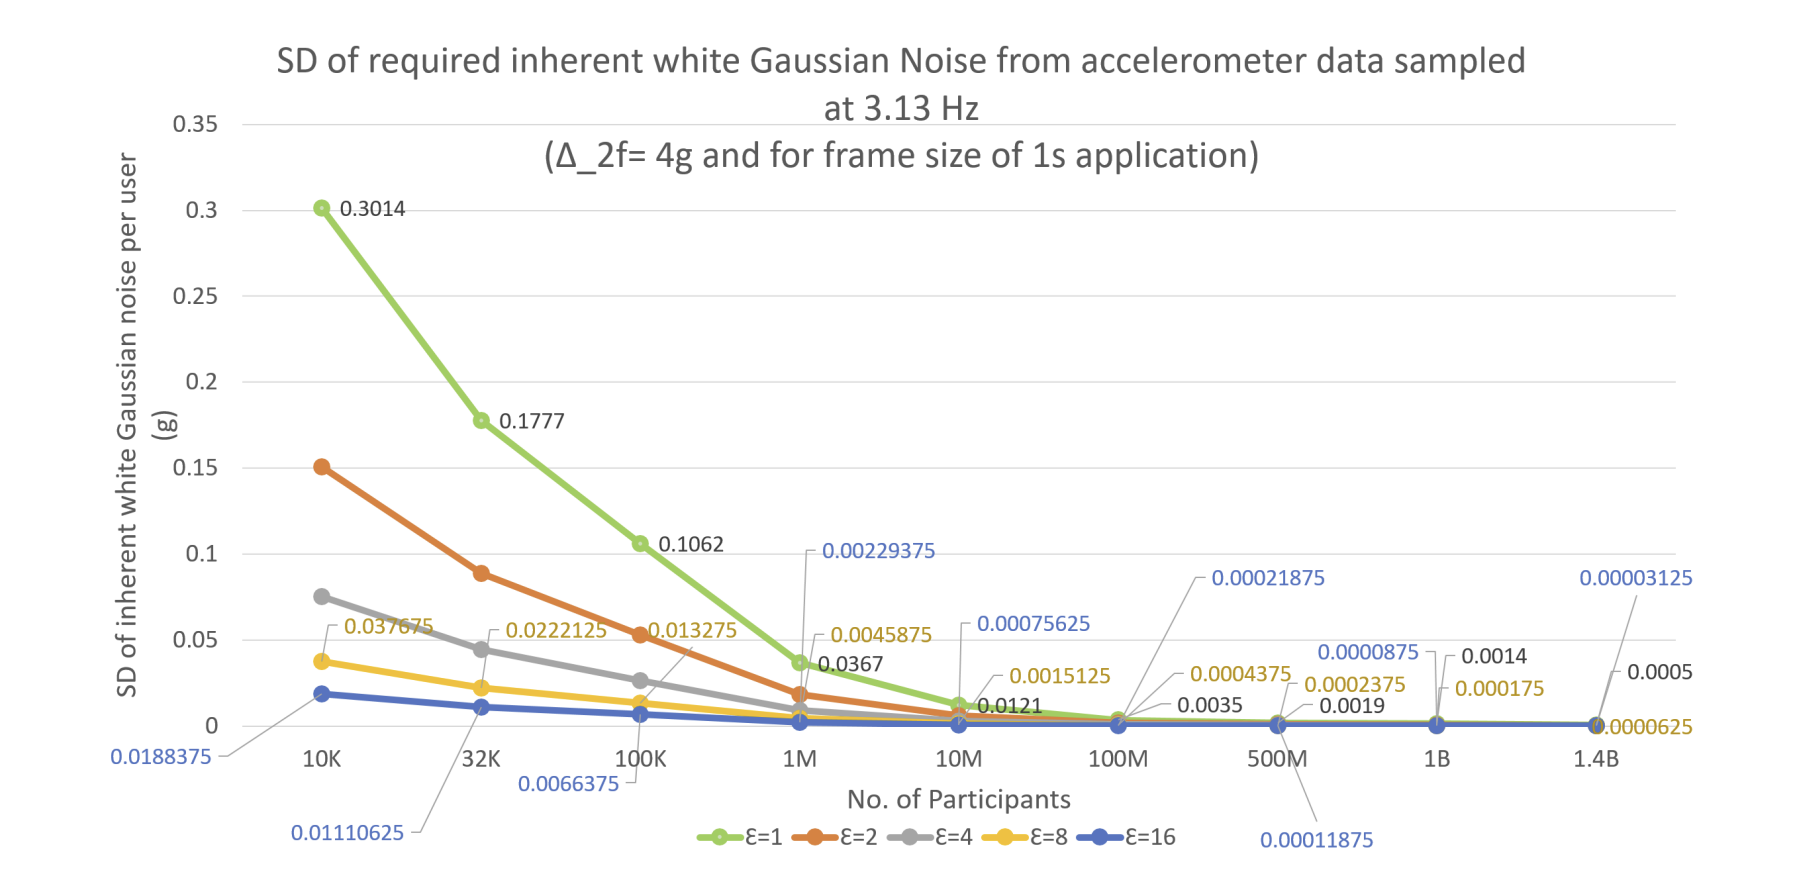 SD of required inherent white Gaussian Noise from accelerometer data sampled
at 3.13 Hz
(Δ_2f= 4g and for frame size of 1s application)
SD of inherent white Gaussian noise per user
(g)
0.35
0.3
0.25
0.2
0.15
0.1
0.05
0
0.3014
0.1777
0.1062
0.00229375
0.00021875
0.00003125
0.037675
0.0222125
0.013275
0.0045875
0.00075625
0.0000875
0.0014
0.0367
0.0015125
0.0004375
0.0002375
0.000175
0.0005
0.0121
0.0035
0.0019
0.0000625
0.0188375
0.0066375
0.01110625
0.00011875
10K
32K
100K
1M
10M
100M
500M
1B
1.4B
No. of Participants
Ɛ=1
Ɛ=2
Ɛ=4
Ɛ=8
Ɛ=16